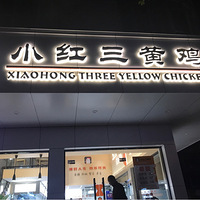 小红三黄鸡
XIAOHONG THREE YELLOW CHICKE